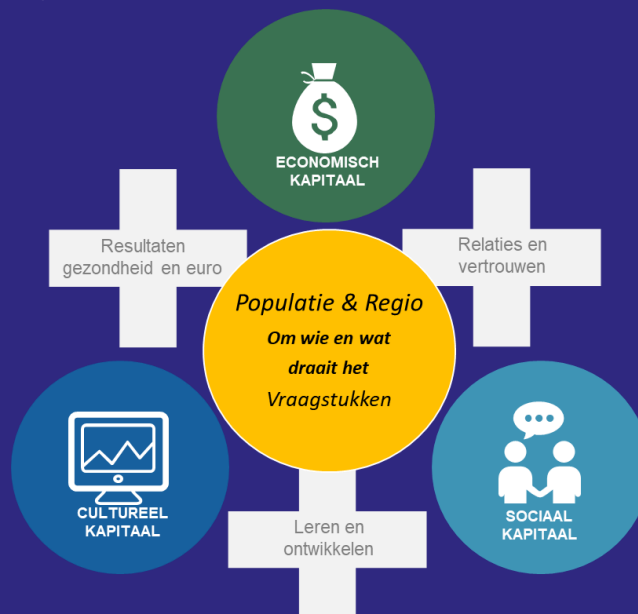 $
ECONOMISCH
KAPITAAL
Resultaten
gezondheid en euro
Relaties en
vertrouwen
Populatie & Regio
Om wie en wat
draait het
Vraagstukken
CULTUREEL
KAPITAAL
Leren en
ontwikkelen
SOCIAAL
KAPITAAL